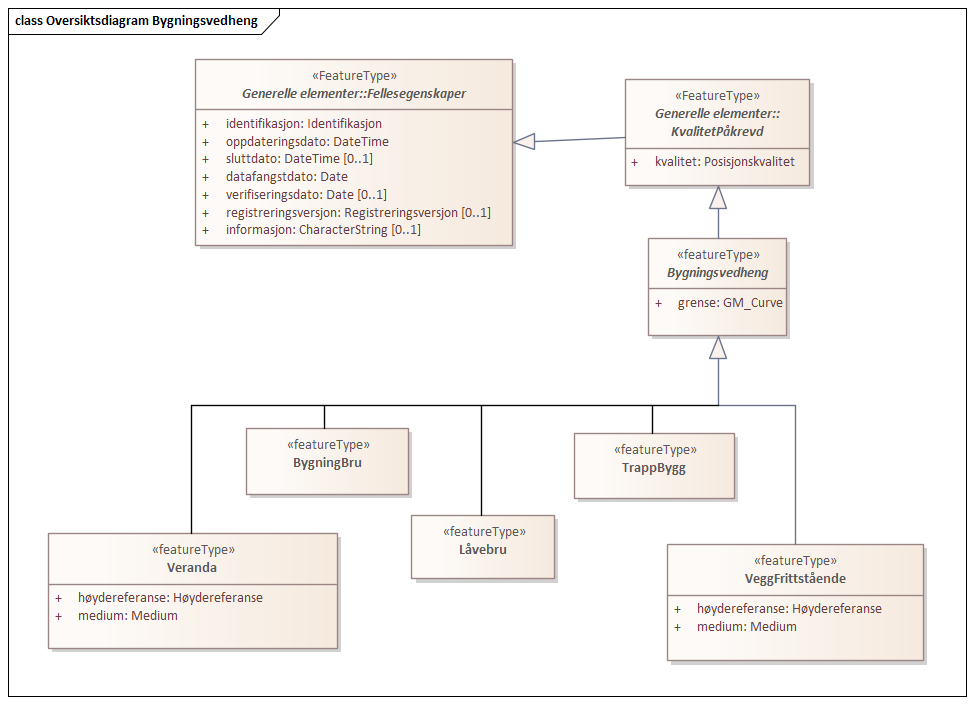 class Oversiktsdiagram Bygningsvedheng
«FeatureType»
Generelle elementer::Fellesegenskaper
+ identifikasjon: Identifikasjon
+ oppdateringsdato: DateTime
+ sluttdato: DateTime [0..1]
+ datafangstdato: Date
+ verifiseringsdato: Date [0..1]
+ registreringsversjon: Registreringsversjon [0..1]
+ informasjon: CharacterString [0..1]
«FeatureType»
Generelle elementer::
KvalitetPåkrevd
+ kvalitet: Posisjonskvalitet
«featureType»
Bygningsvedheng
+ grense: GM_Curve
«featureType»
BygningBru
«featureType»
TrappBygg
«featureType»
Låvebru
«featureType»
Veranda
+ høydereferanse: Høydereferanse
+ medium: Medium
«featureType»
VeggFrittstående
+ høydereferanse: Høydereferanse
+ medium: Medium